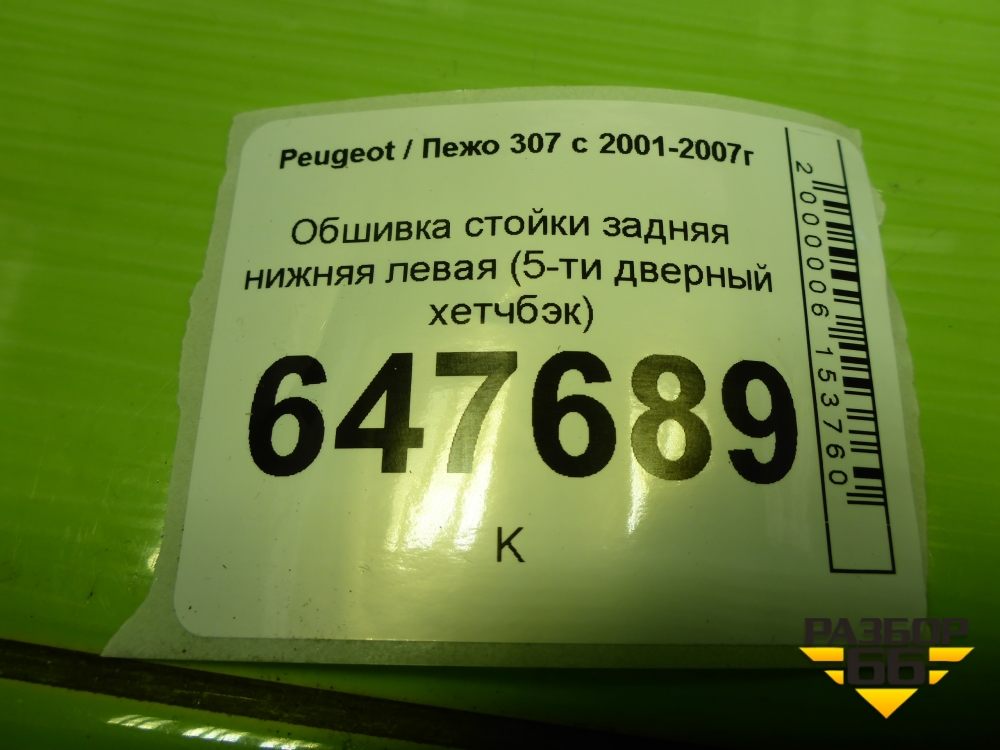 Peugeot / Пежо 307 с 2001-2007г
Обшивка стойки задняя
нижняя левая (5-ти дверный
хетчбэк)
647689
К
2000006153760
РАЗБОР
66